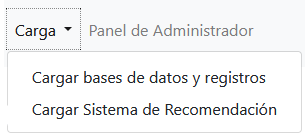 Carga Panel de Administrador
Cargar bases de datos y registros
Cargar Sistema de Recomendación